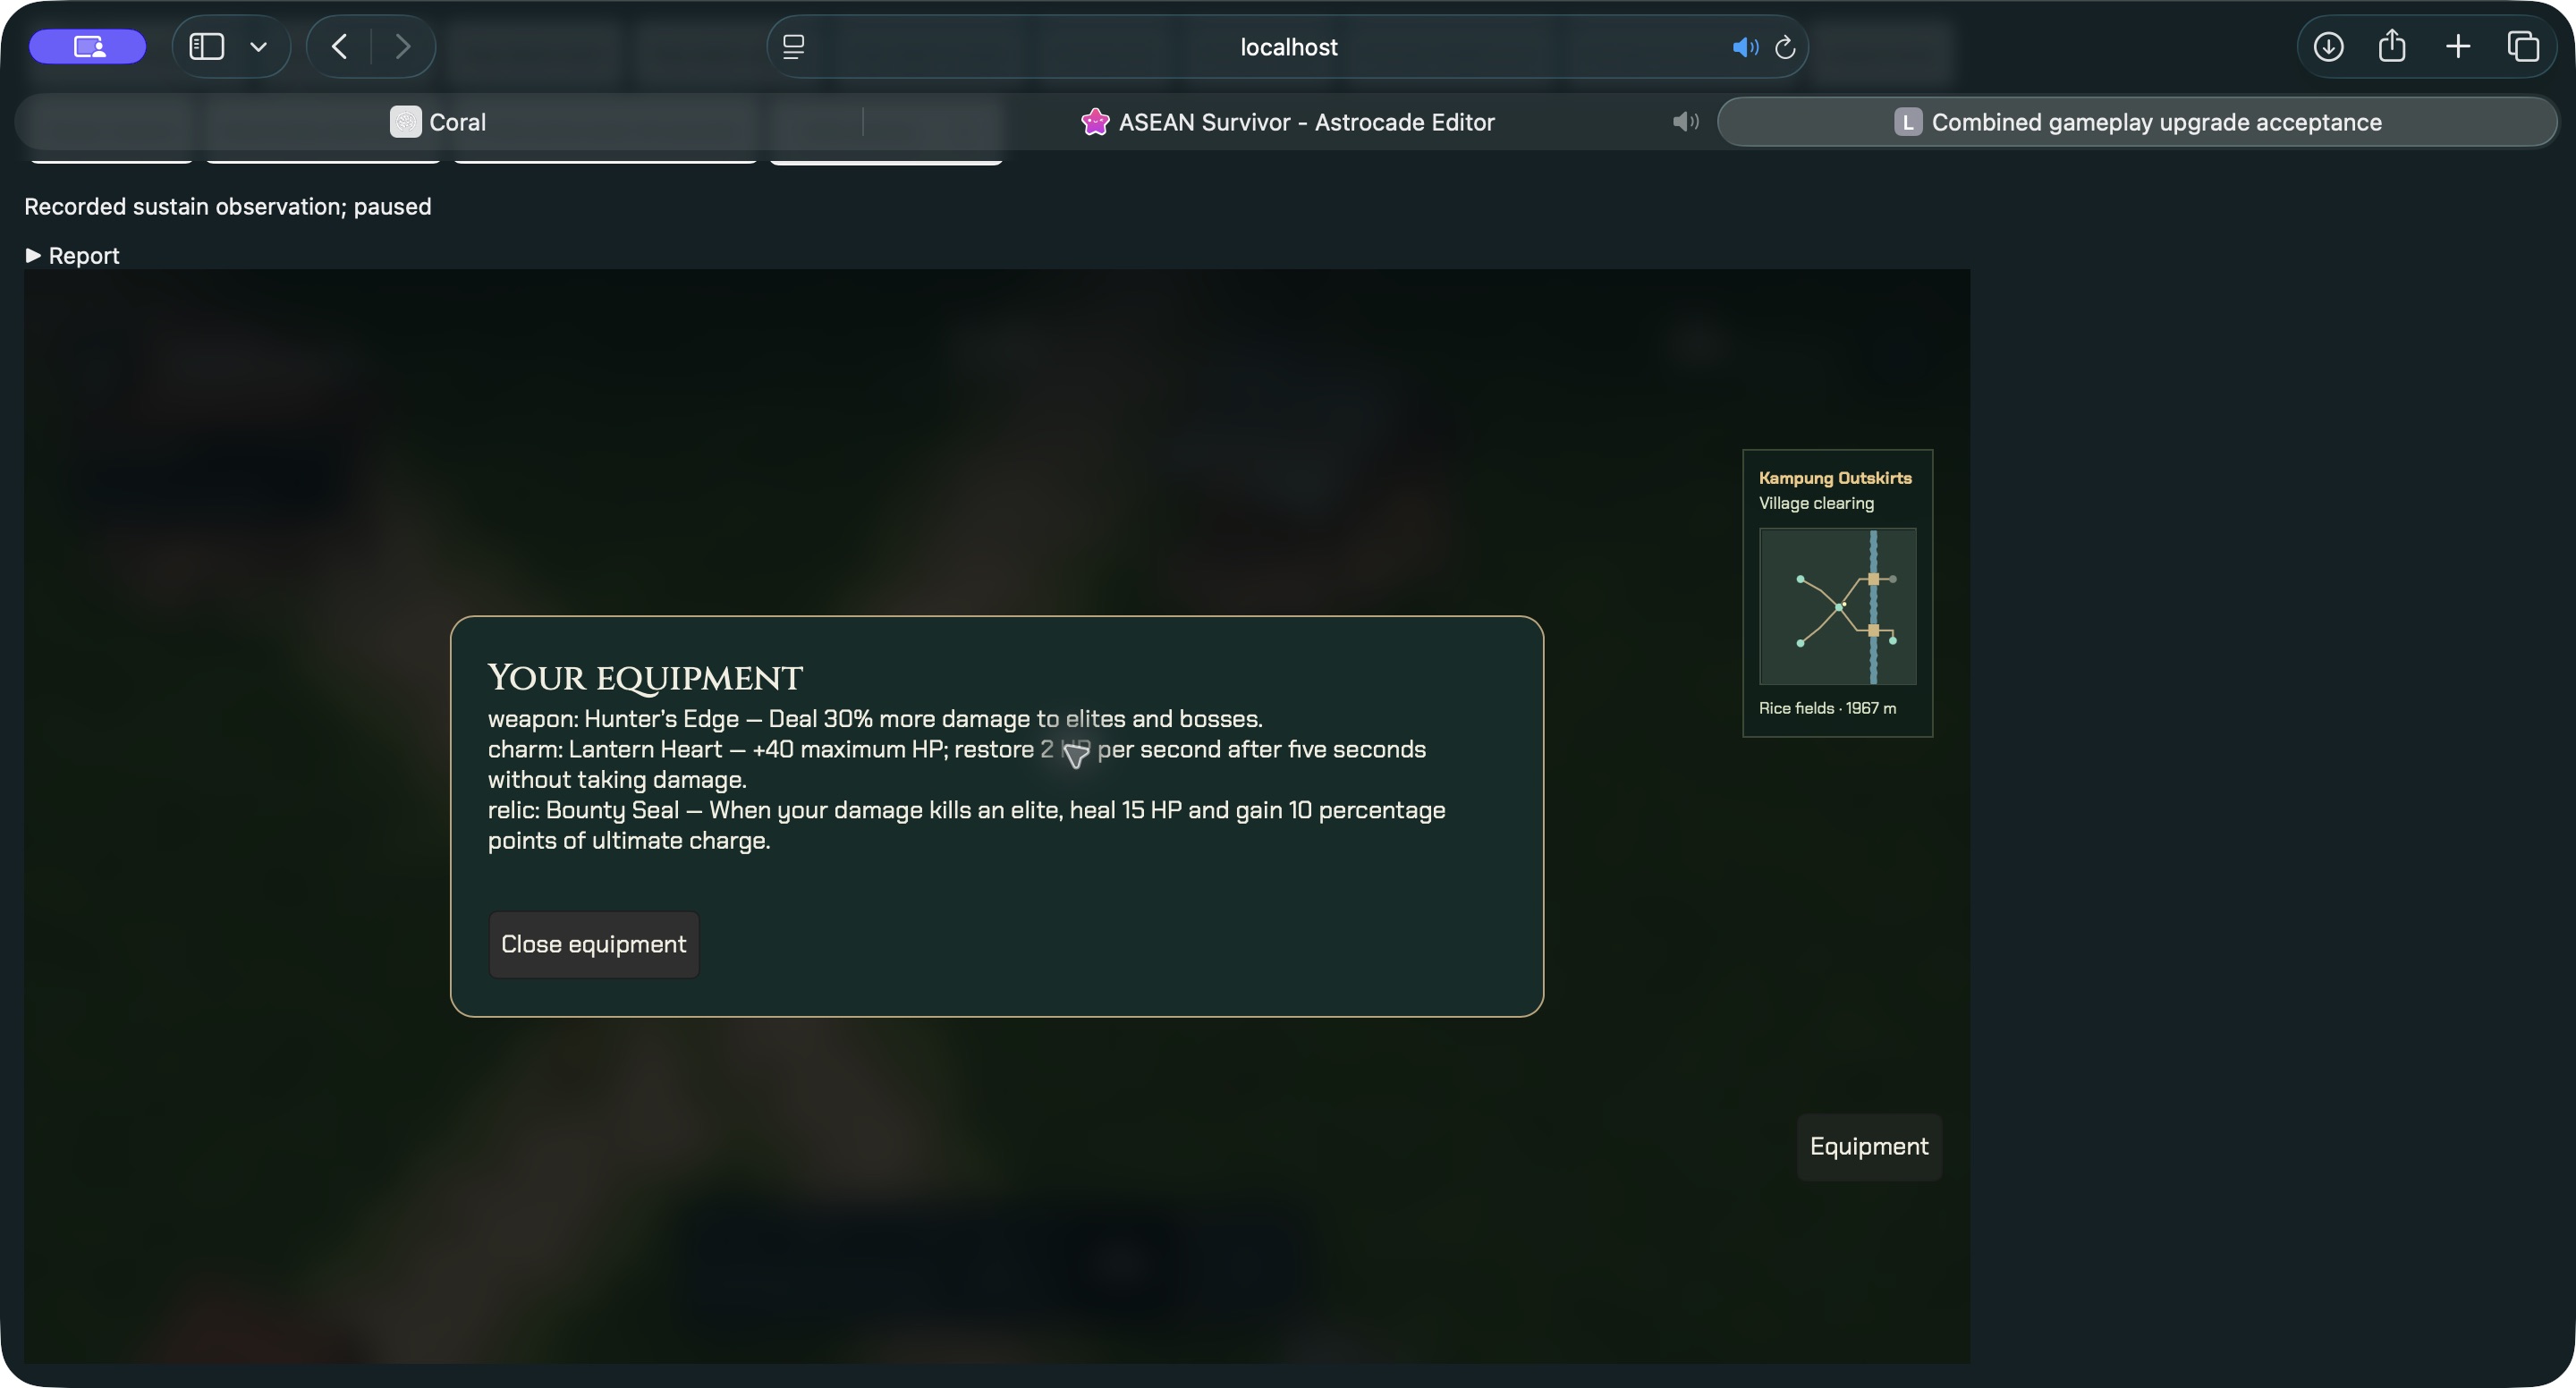 localhost
Coral
ASEAN Survivor - Astrocade Editor
L Combined gameplay upgrade acceptance
Recorded sustain observation; paused
Report
Kampung Outskirts
Village clearing
Rice fields · 1967 m
Your equipment
weapon: Hunter’s Edge — Deal 30% more damage to elites and bosses.
charm: Lantern Heart — +40 maximum HP; restore 2 HP per second after five seconds
without taking damage.
relic: Bounty Seal — When your damage kills an elite, heal 15 HP and gain 10 percentage
points of ultimate charge.
Close equipment
Equipment